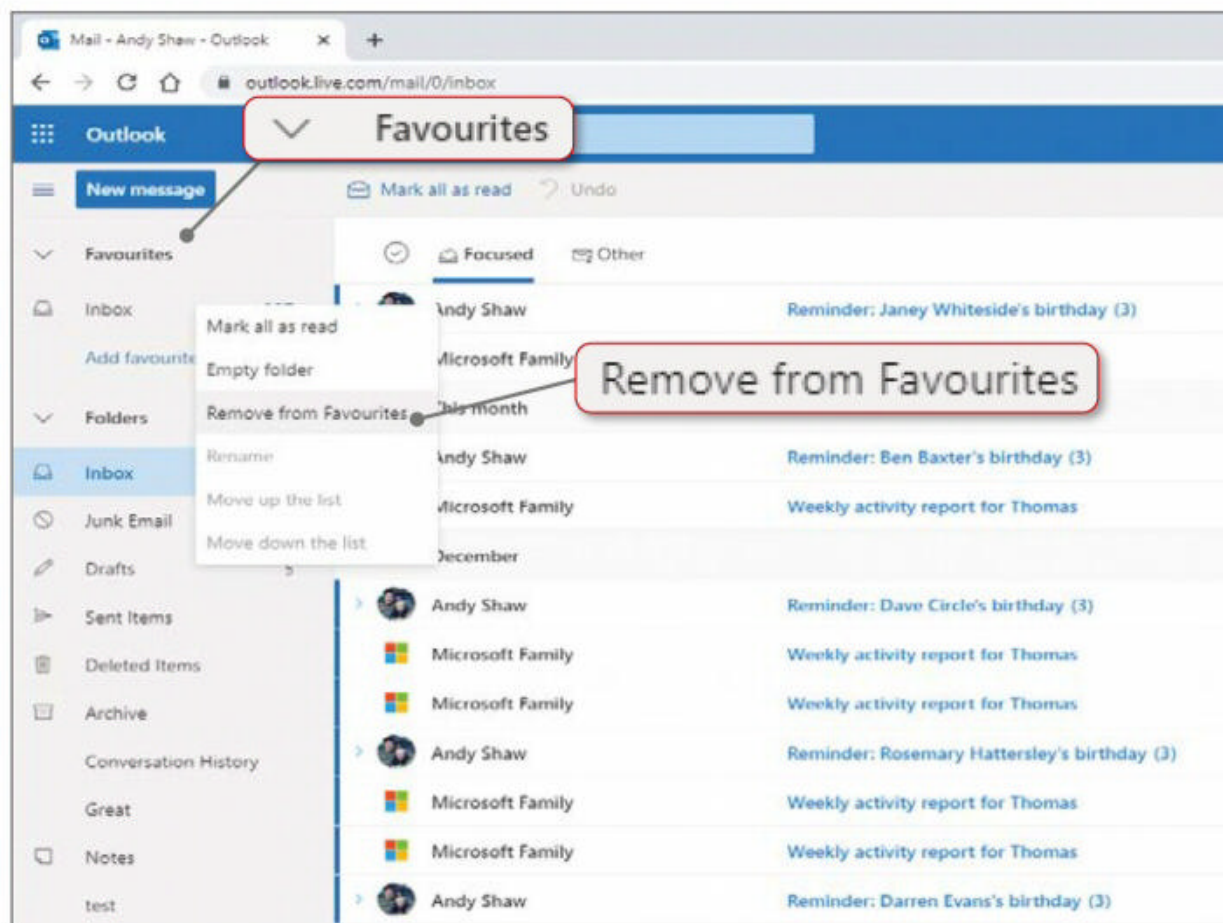 Mail - Andy Shaw - Outlook
outlook.live.com/mail/0/inbox
Outlook
Favourites
New message
Mark all as read
Undo
Favourites
Focused
Other
Inbox
Andy Shaw
Reminder: Janey Whiteside's birthday (3)
Mark all as read
Add favourite
Microsoft Family
Empty folder
Remove from Favourites
Remove from Favourites
This month
Folders
Rename
Andy Shaw
Reminder: Ben Baxter's birthday (3)
Inbox
Move up the list
Microsoft Family
Weekly activity report for Thomas
Junk Email
Move down the list
December
Drafts
5
Andy Shaw
Reminder: Dave Circle's birthday (3)
Sent Items
Microsoft Family
Weekly activity report for Thomas
Deleted Items
Microsoft Family
Weekly activity report for Thomas
Archive
Andy Shaw
Reminder: Rosemary Hattersley's birthday (3)
Conversation History
Microsoft Family
Weekly activity report for Thomas
Great
Microsoft Family
Weekly activity report for Thomas
Notes
Andy Shaw
Reminder: Darren Evans's birthday (3)
test